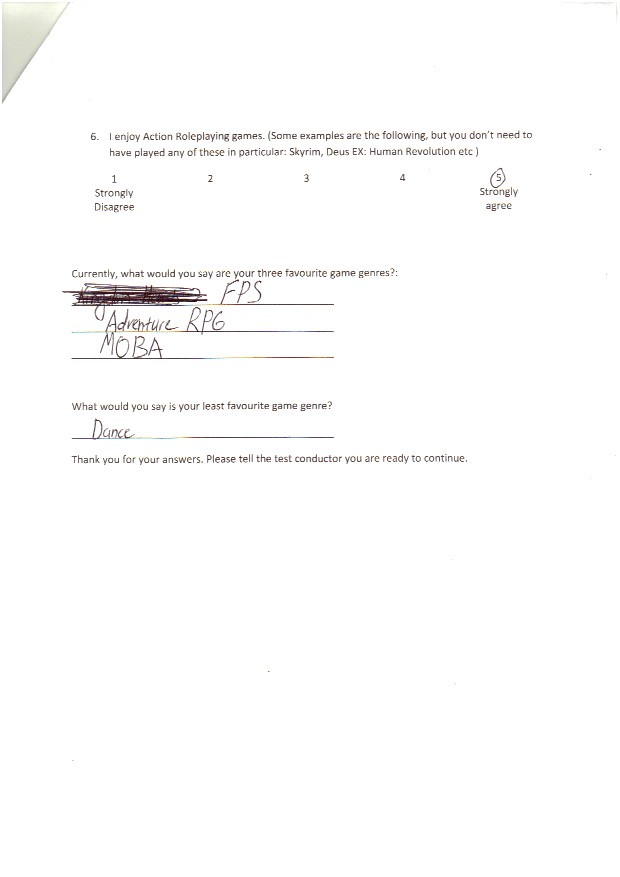 6. I enjoy Action Roleplaying games. (Some examples are the following, but you don't need to
have played any of these in particular: Skyrim, Deus EX: Human Revolution etc )
1 2 3 4 5
Strongly Strongly
Disagree agree
Currently, what would you say are your three favourite game genres?:
FPS
Adventure RPG
MOBA
What would you say is your least favourite game genre?
Dance
Thank you for your answers. Please tell the test conductor you are ready to continue.